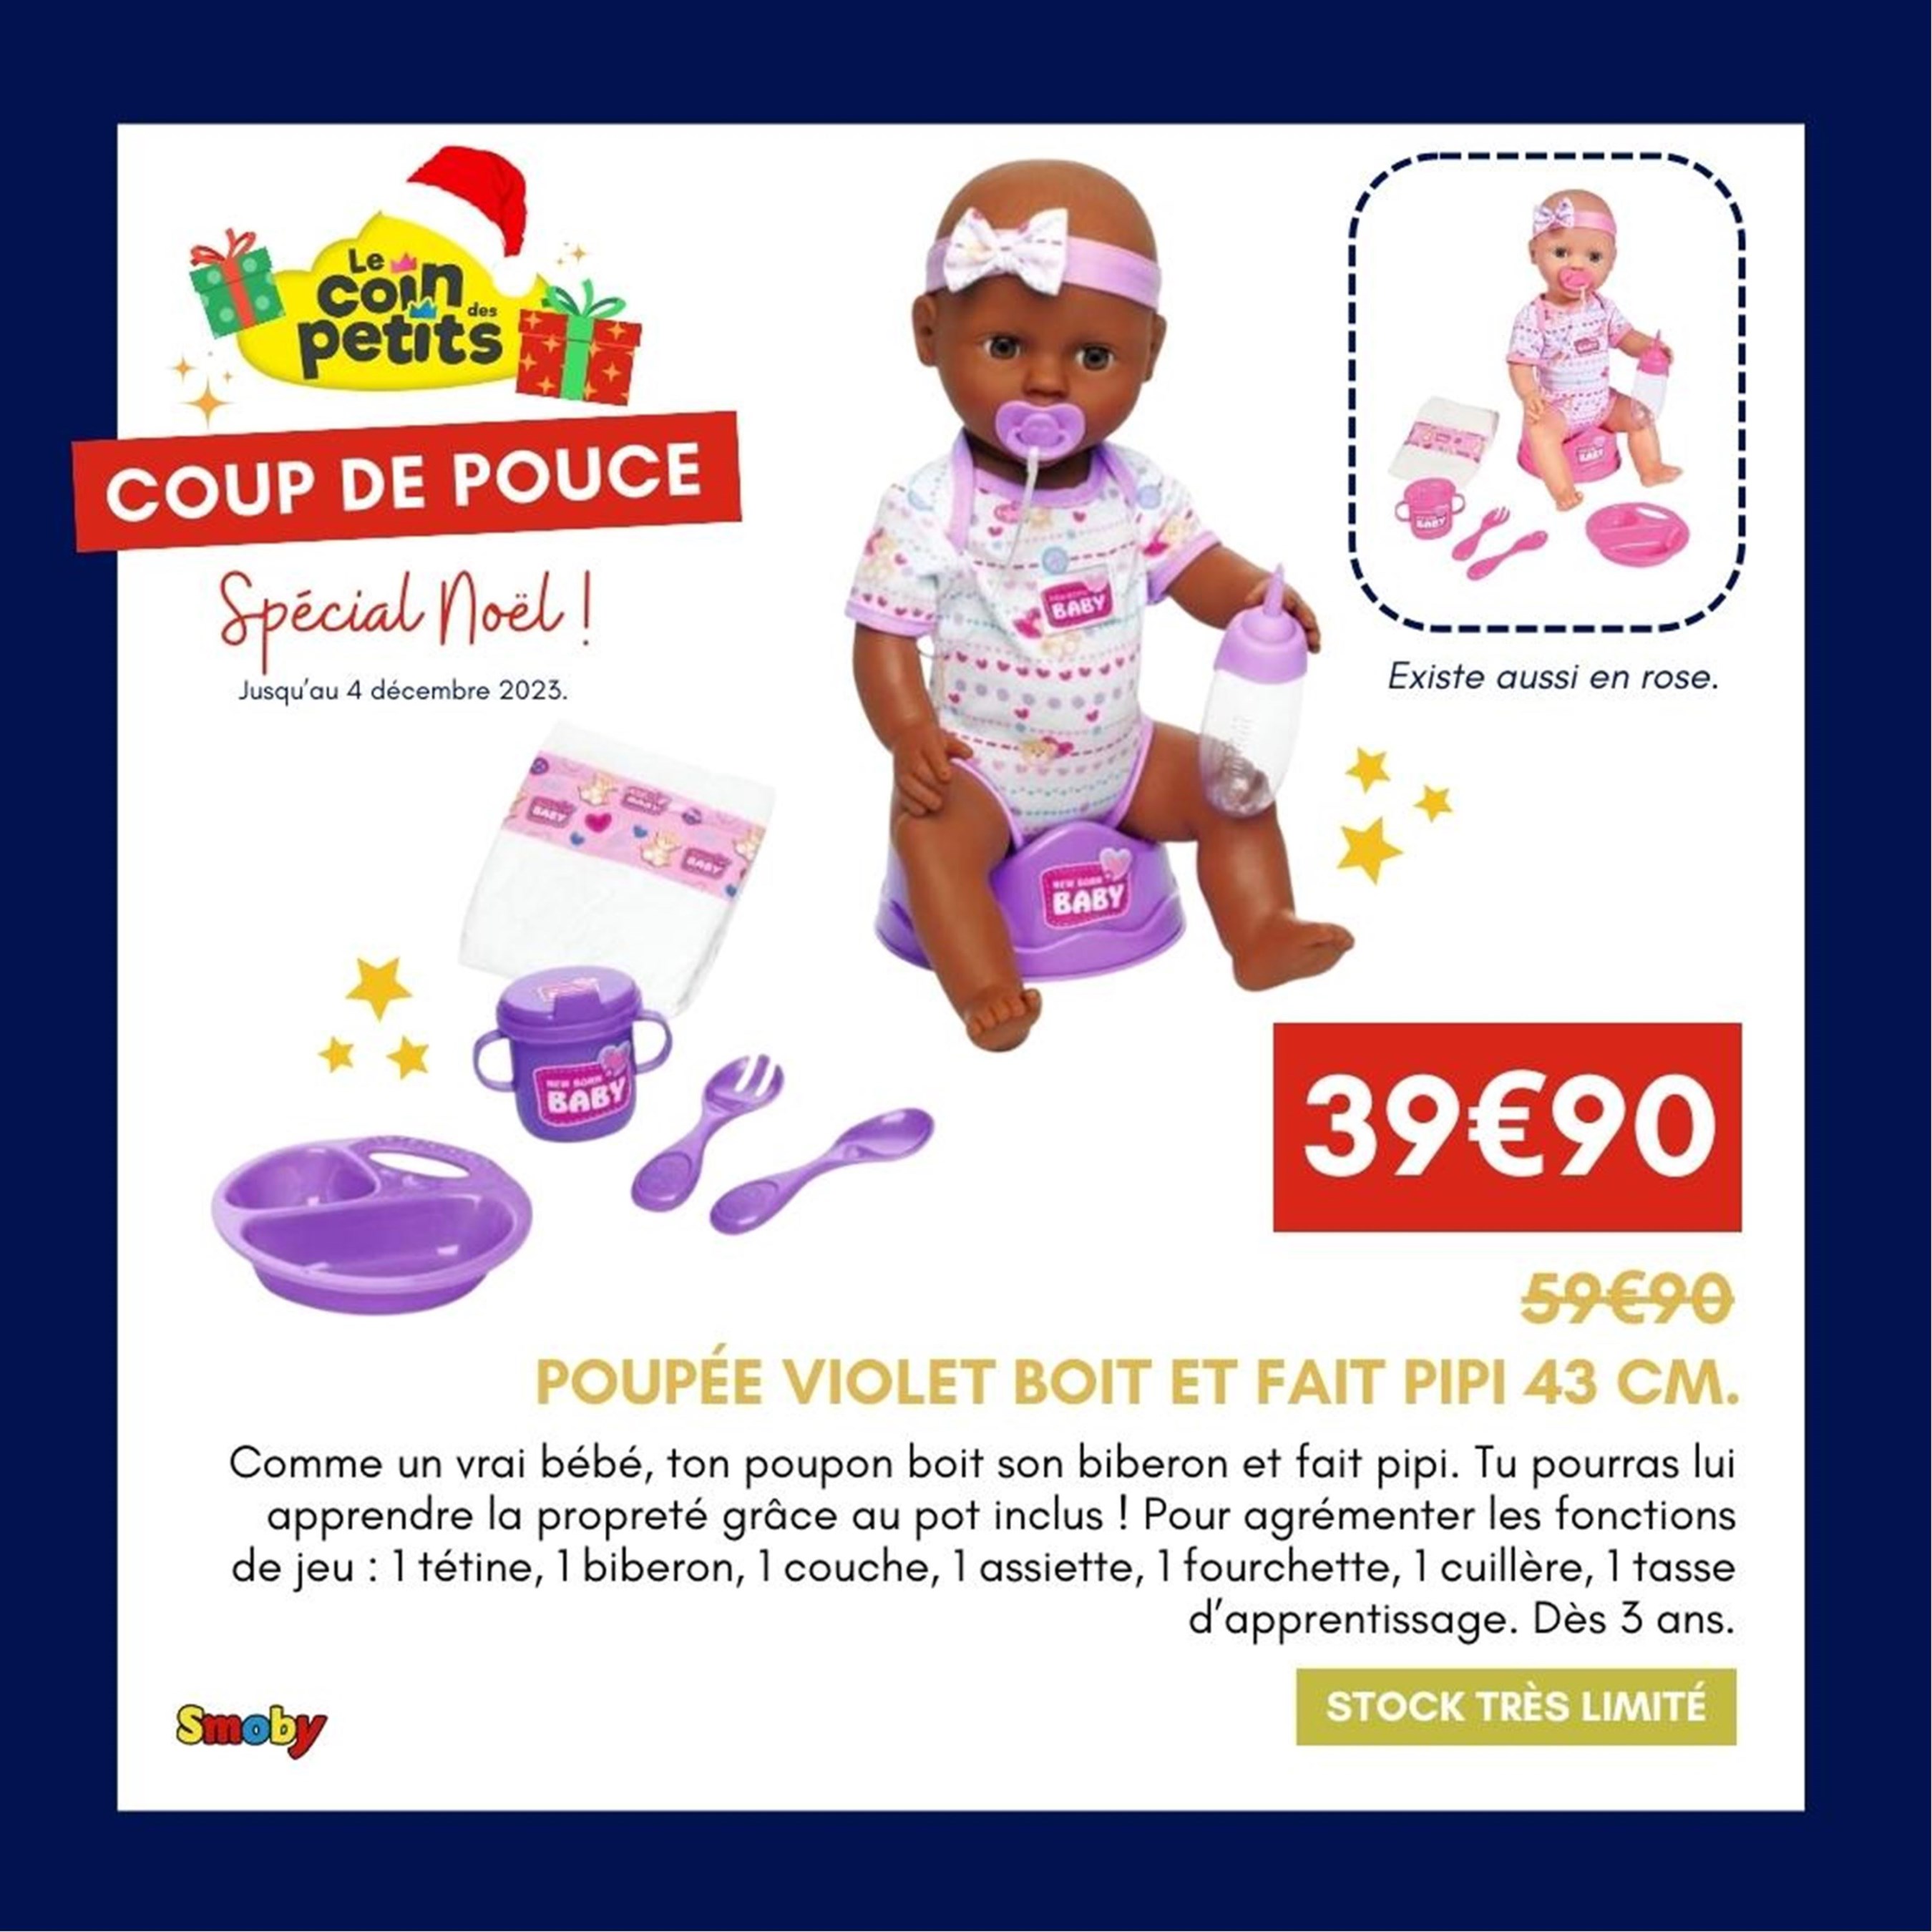 Le
coin
des
petits
COUP DE POUCE
Spécial Noël !
Jusqu'au 4 décembre 2023.
BABY
BABY
Existe aussi en rose.
BABY
BABY
BABY
BABY
NEW BORN
BABY
NEW BORN
BABY
39€90
59€90
POUPÉE VIOLET BOIT ET FAIT PIPI 43 CM.
Comme un vrai bébé, ton poupon boit son biberon et fait pipi. Tu pourras lui
apprendre la propreté grâce au pot inclus ! Pour agrémenter les fonctions
de jeu : 1 tétine, 1 biberon, 1 couche, 1 assiette, 1 fourchette, 1 cuillère, 1 tasse
d'apprentissage. Dès 3 ans.
Smoby
STOCK TRÈS LIMITÉ